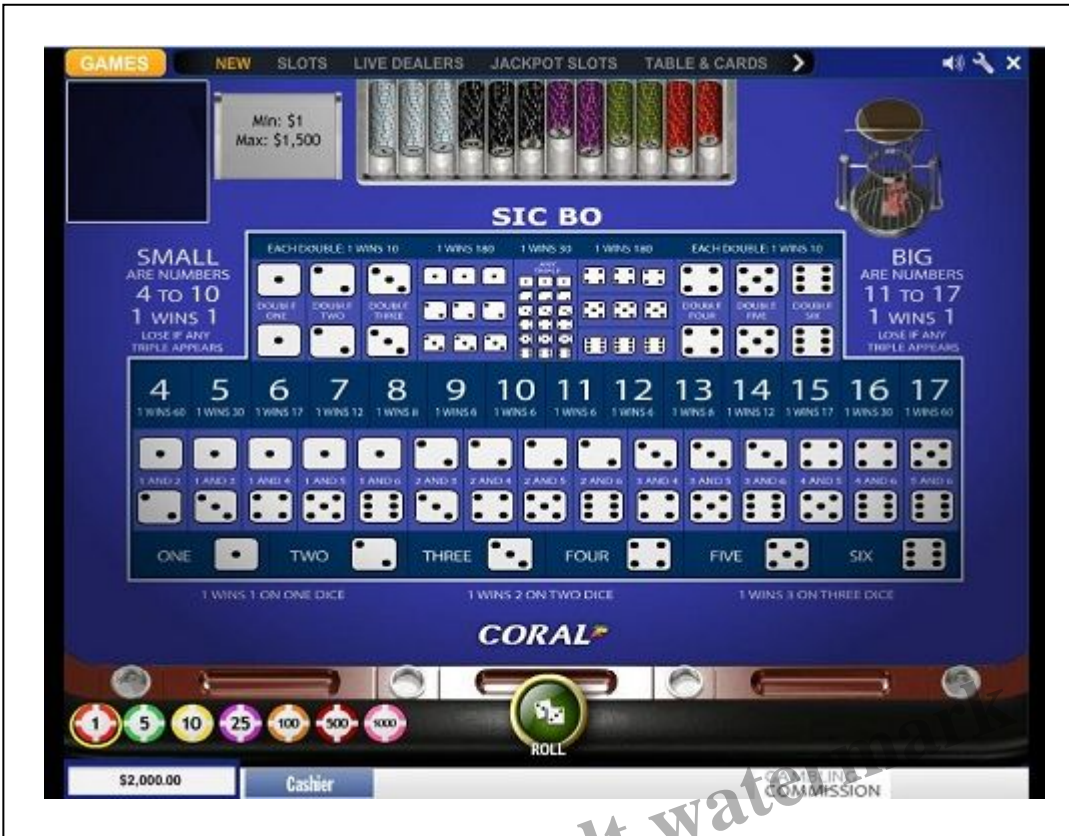 GAMES NEW SLOTS LIVE DEALERS JACKPOT SLOTS TABLE & CARDS
Min: $1
Max: $1,500
SIC BO
SMALL
ARE NUMBERS
4 TO 10
1 WINS 1
LOSE IF ANY
TRIPLE APPEARS
EACH DOUBLE: 1 WINS 10 1 WINS 180 1 WINS 30 1 WINS 180 EACH DOUBLE: 1 WINS 10
ANY
TRIPLE
DOUBLE ONE DOUBLE TWO DOUBLE THREE DOUBLE FOUR DOUBLE FIVE DOUBLE SIX
BIG
ARE NUMBERS
11 TO 17
1 WINS 1
LOSE IF ANY
TRIPLE APPEARS
4 5 6 7 8 9 10 11 12 13 14 15 16 17
1 WINS 60 1 WINS 30 1 WINS 17 1 WINS 12 1 WINS 8 1 WINS 6 1 WINS 6 1 WINS 6 1 WINS 6 1 WINS 8 1 WINS 12 1 WINS 17 1 WINS 30 1 WINS 60
1 AND 2 1 AND 3 1 AND 4 1 AND 5 1 AND 6 2 AND 3 2 AND 4 2 AND 5 2 AND 6 3 AND 4 3 AND 5 3 AND 6 4 AND 5 4 AND 6 5 AND 6
ONE TWO THREE FOUR FIVE SIX
1 WINS 1 ON ONE DICE 1 WINS 2 ON TWO DICE 1 WINS 3 ON THREE DICE
CORAL
1 5 10 25 100 500 1000
ROLL
$2,000.00 Cashier
GAMBLING
COMMISSION
watermark